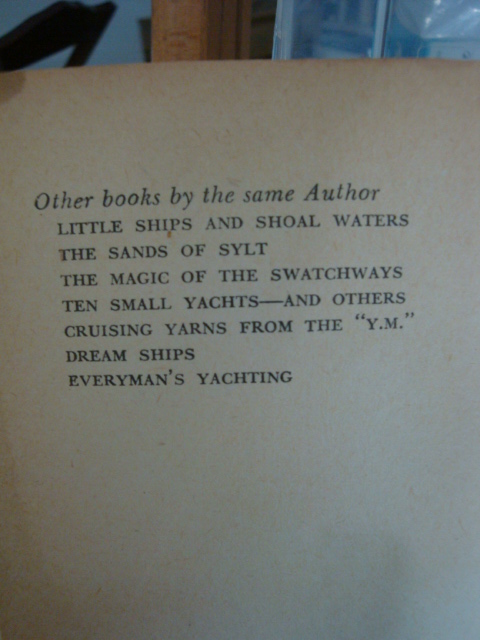 Other books by the same Author
LITTLE SHIPS AND SHOAL WATERS
THE SANDS OF SYLT
THE MAGIC OF THE SWATCHWAYS
TEN SMALL YACHTS—AND OTHERS
CRUISING YARNS FROM THE "Y.M."
DREAM SHIPS
EVERYMAN'S YACHTING